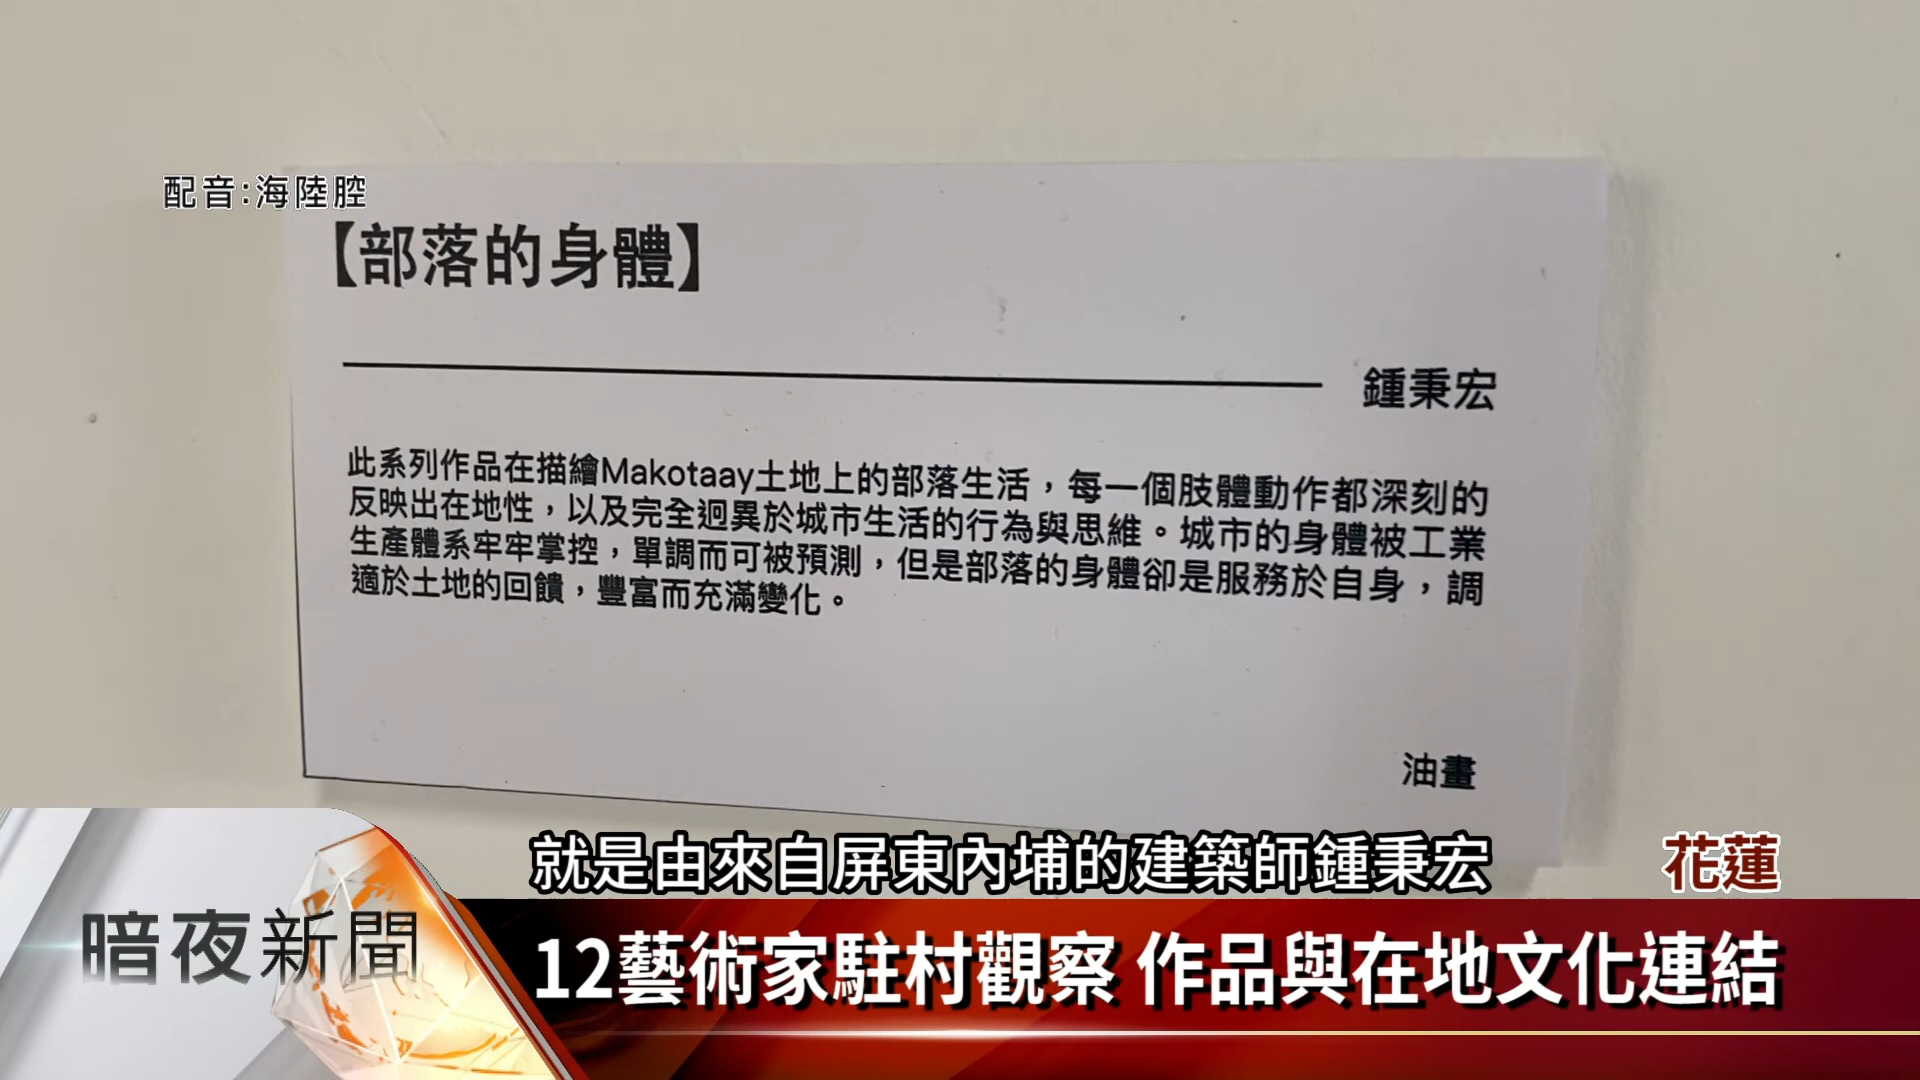 配音:海陸腔
【部落的身體】
鍾秉宏
此系列作品在描繪Makotaay土地上的部落生活，每一個肢體動作都深刻的
反映出在地性，以及完全迥異於城市生活的行為與思維。城市的身體被工業
生產體系牢牢掌控，單調而可被預測，但是部落的身體卻是服務於自身，調
適於土地的回饋，豐富而充滿變化。
油畫
就是由來自屏東內埔的建築師鍾秉宏
花蓮
暗夜新聞
12藝術家駐村觀察 作品與在地文化連結